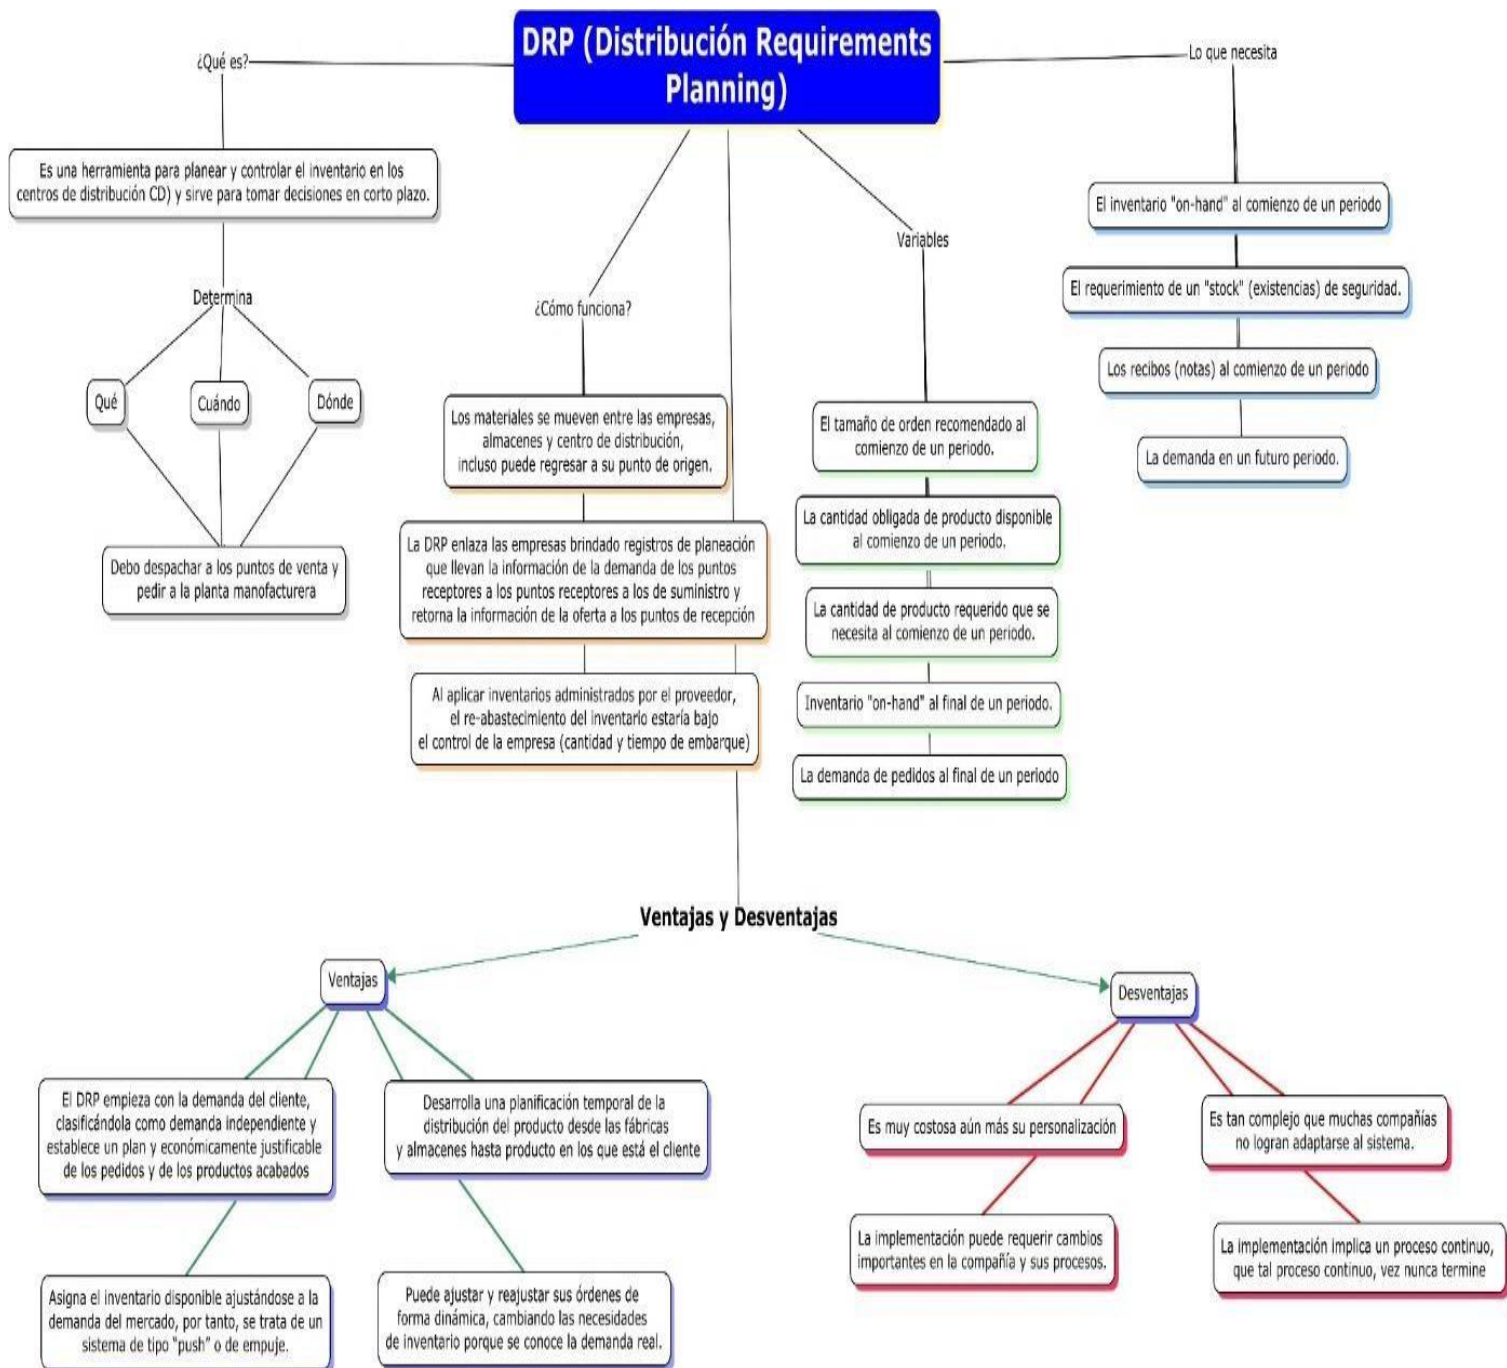 DRP (Distribución Requirements
Planning)
¿Qué es?
Es una herramienta para planear y controlar el inventario en los
centros de distribución CD) y sirve para tomar decisiones en corto plazo.
Determina
Qué
Cuándo
Dónde
Debo despachar a los puntos de venta y
pedir a la planta manufacturera
¿Cómo funciona?
Los materiales se mueven entre las empresas,
almacenes y centro de distribución,
incluso puede regresar a su punto de origen.
La DRP enlaza las empresas brindado registros de planeación
que llevan la información de la demanda de los puntos
receptores a los puntos receptores a los de suministro y
retorna la información de la oferta a los puntos de recepción
Al aplicar inventarios administrados por el proveedor,
el re-abastecimiento del inventario estaría bajo
el control de la empresa (cantidad y tiempo de embarque)
Variables
El tamaño de orden recomendado al
comienzo de un periodo.
La cantidad obligada de producto disponible
al comienzo de un periodo.
La cantidad de producto requerido que se
necesita al comienzo de un periodo.
Inventario "on-hand" al final de un periodo.
La demanda de pedidos al final de un periodo
Lo que necesita
El inventario "on-hand" al comienzo de un periodo
El requerimiento de un "stock" (existencias) de seguridad.
Los recibos (notas) al comienzo de un periodo
La demanda en un futuro periodo.
Ventajas y Desventajas
Ventajas
El DRP empieza con la demanda del cliente,
clasificándola como demanda independiente y
establece un plan y económicamente justificable
de los pedidos y de los productos acabados
Desarrolla una planificación temporal de la
distribución del producto desde las fábricas
y almacenes hasta producto en los que está el cliente
Asigna el inventario disponible ajustándose a la
demanda del mercado, por tanto, se trata de un
sistema de tipo “push” o de empuje.
Puede ajustar y reajustar sus órdenes de
forma dinámica, cambiando las necesidades
de inventario porque se conoce la demanda real.
Desventajas
Es muy costosa aún más su personalización
Es tan complejo que muchas compañías
no logran adaptarse al sistema.
La implementación puede requerir cambios
importantes en la compañía y sus procesos.
La implementación implica un proceso continuo,
que tal proceso continuo, vez nunca termine